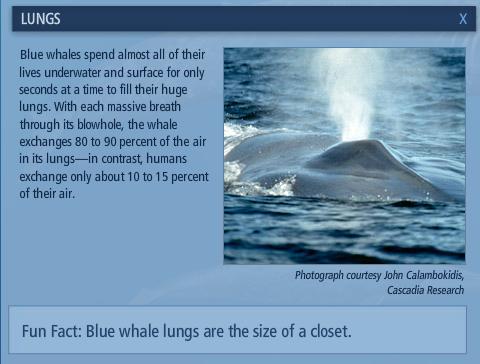 LUNGS X
Blue whales spend almost all of their
lives underwater and surface for only
seconds at a time to fill their huge
lungs. With each massive breath
through its blowhole, the whale
exchanges 80 to 90 percent of the air
in its lungs—in contrast, humans
exchange only about 10 to 15 percent
of their air.
Photograph courtesy John Calambokidis,
Cascadia Research
Fun Fact: Blue whale lungs are the size of a closet.